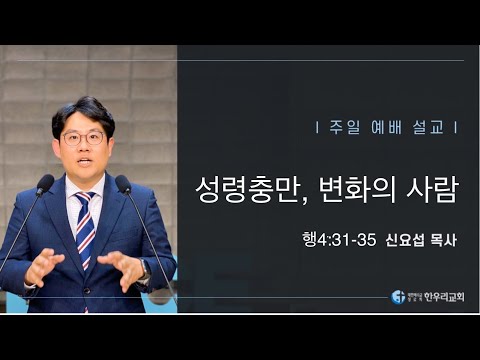 | 주일 예배 설교 |
성령충만, 변화의 사람
행4:31-35 신요섭 목사
한우리교회